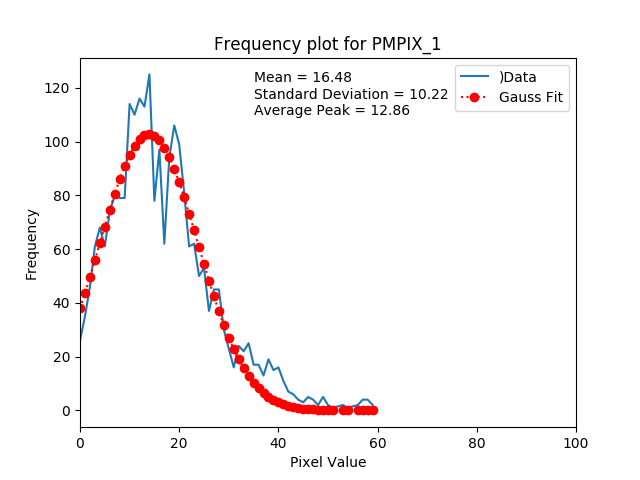 Frequency plot for PMPIX_1
Mean = 16.48
Standard Deviation = 10.22
Average Peak = 12.86
)Data
Gauss Fit
Frequency
120
100
80
60
40
20
0
0 20 40 60 80 100
Pixel Value